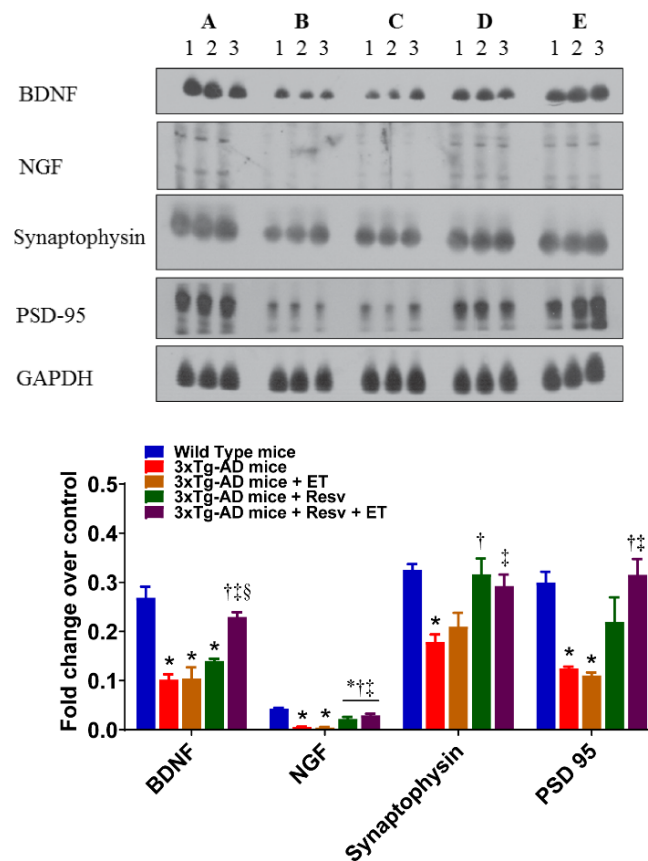 A B C D E
1 2 3 1 2 3 1 2 3 1 2 3 1 2 3
BDNF
NGF
Synaptophysin
PSD-95
GAPDH
Wild Type mice
3xTg-AD mice
3xTg-AD mice + ET
3xTg-AD mice + Resv
3xTg-AD mice + Resv + ET
Fold change over control
0.5
0.4
0.3
0.2
0.1
0.0
* * * †‡§
* * *†‡
* † ‡
* * †‡
BDNF
NGF
Synaptophysin
PSD 95